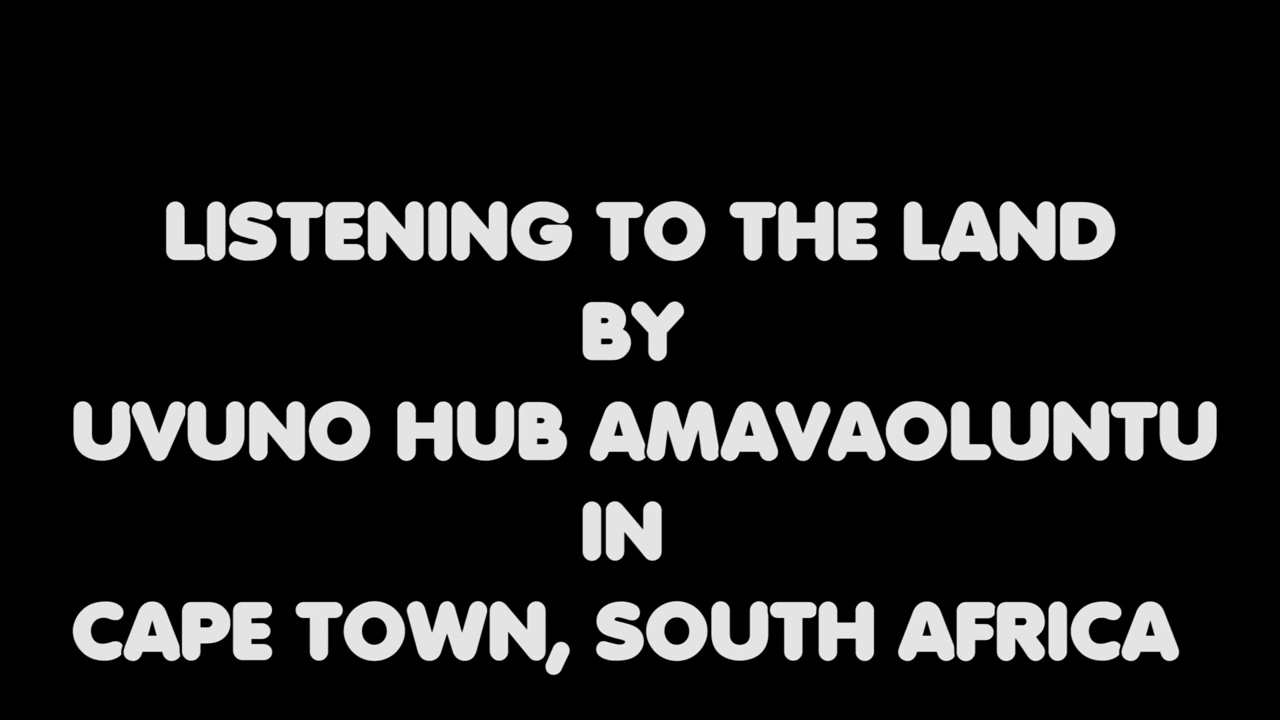 LISTENING TO THE LAND
BY
UVUNO HUB AMAVAOLUNTU
IN
CAPE TOWN, SOUTH AFRICA